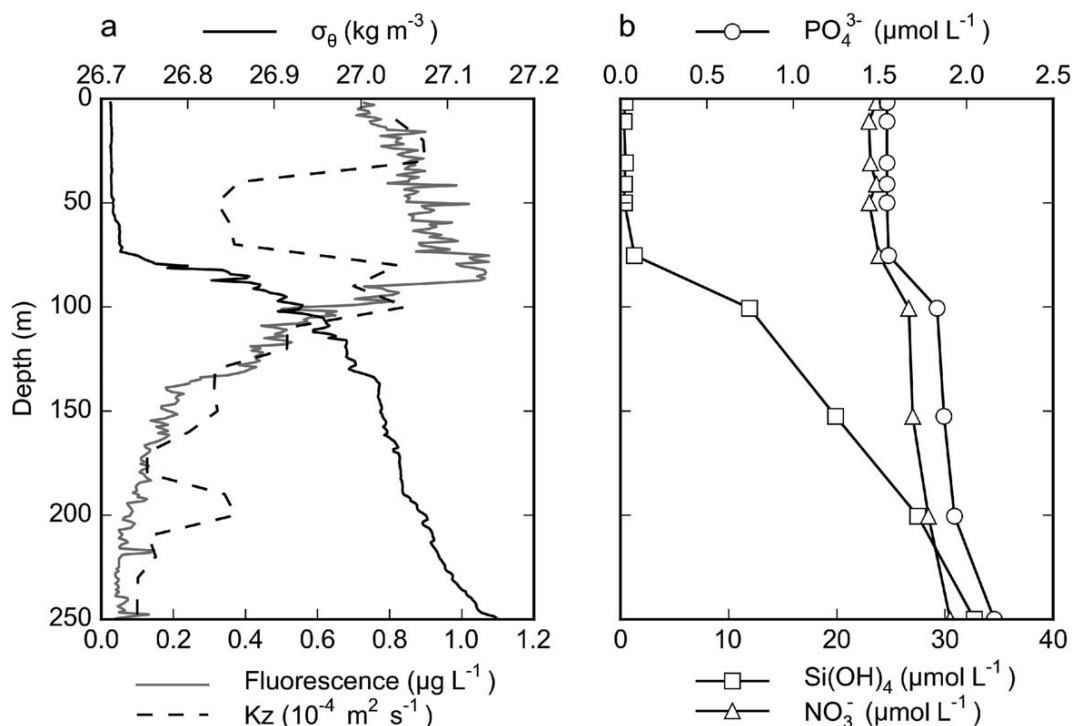 a
σθ (kg m⁻³)
26.7 26.8 26.9 27.0 27.1 27.2
0
50
100
150
200
250
Depth (m)
0.0 0.2 0.4 0.6 0.8 1.0 1.2
Fluorescence (µg L⁻¹)
Kz (10⁻⁴ m² s⁻¹)
b
PO₄³⁻ (µmol L⁻¹)
0.0 0.5 1.0 1.5 2.0 2.5
0 10 20 30 40
Si(OH)₄ (µmol L⁻¹)
NO₃⁻ (µmol L⁻¹)